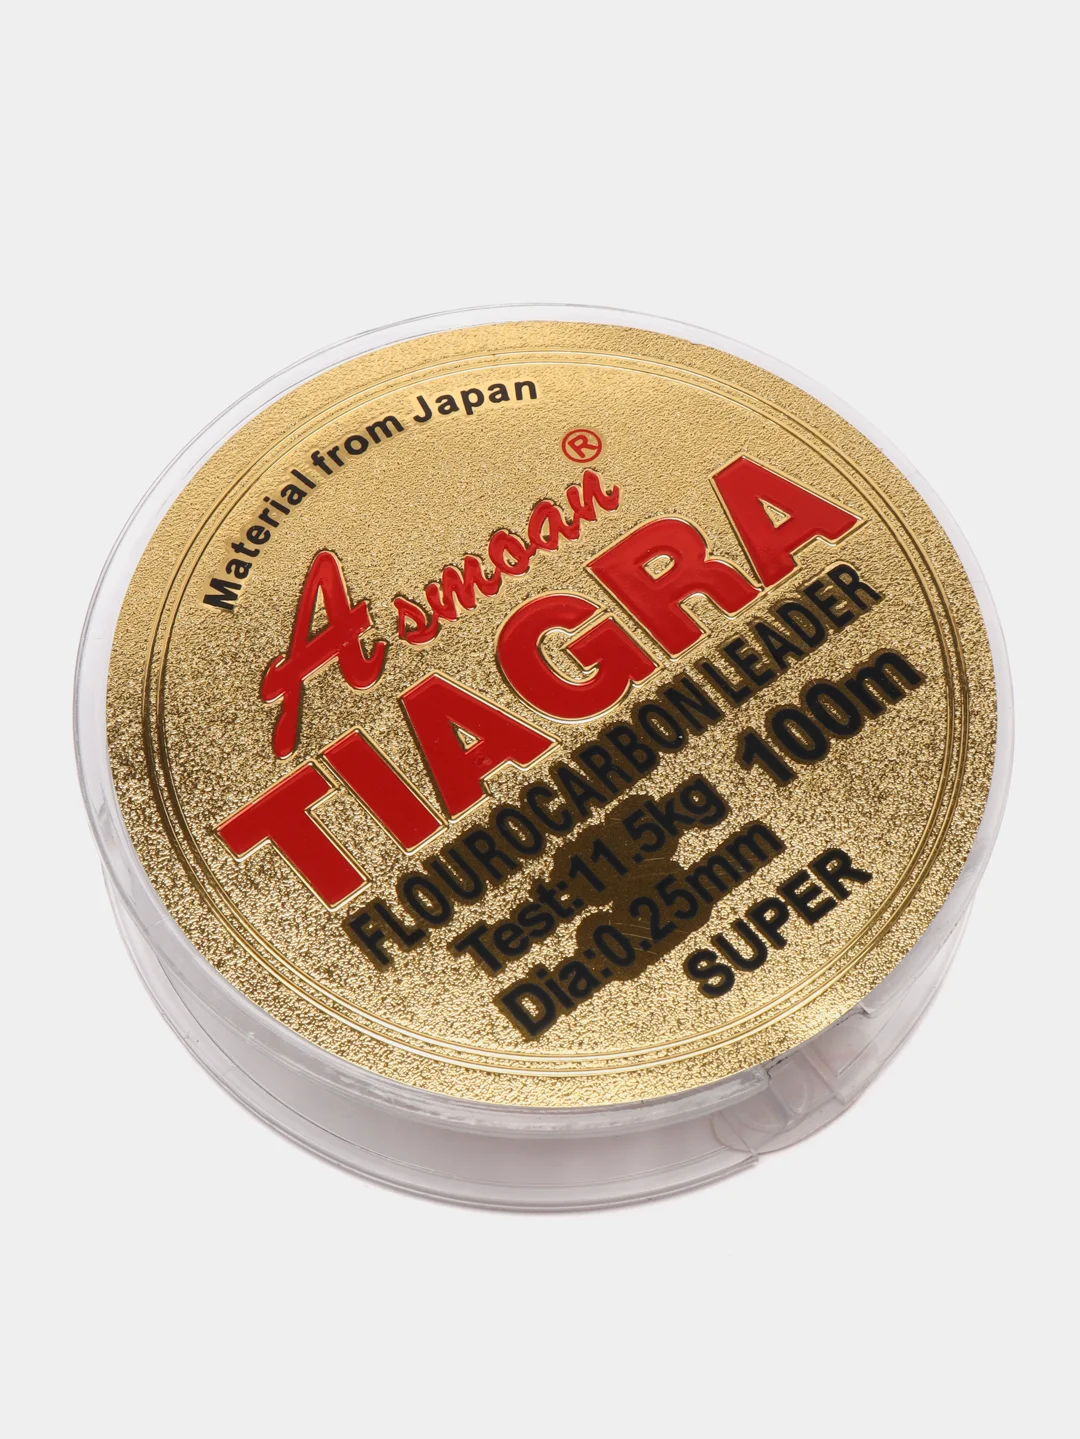 Material from Japan
Asmoan®
TIAGRA
FLOUROCARBON LEADER
Test:11.5kg 100m
Dia:0.25mm
SUPER